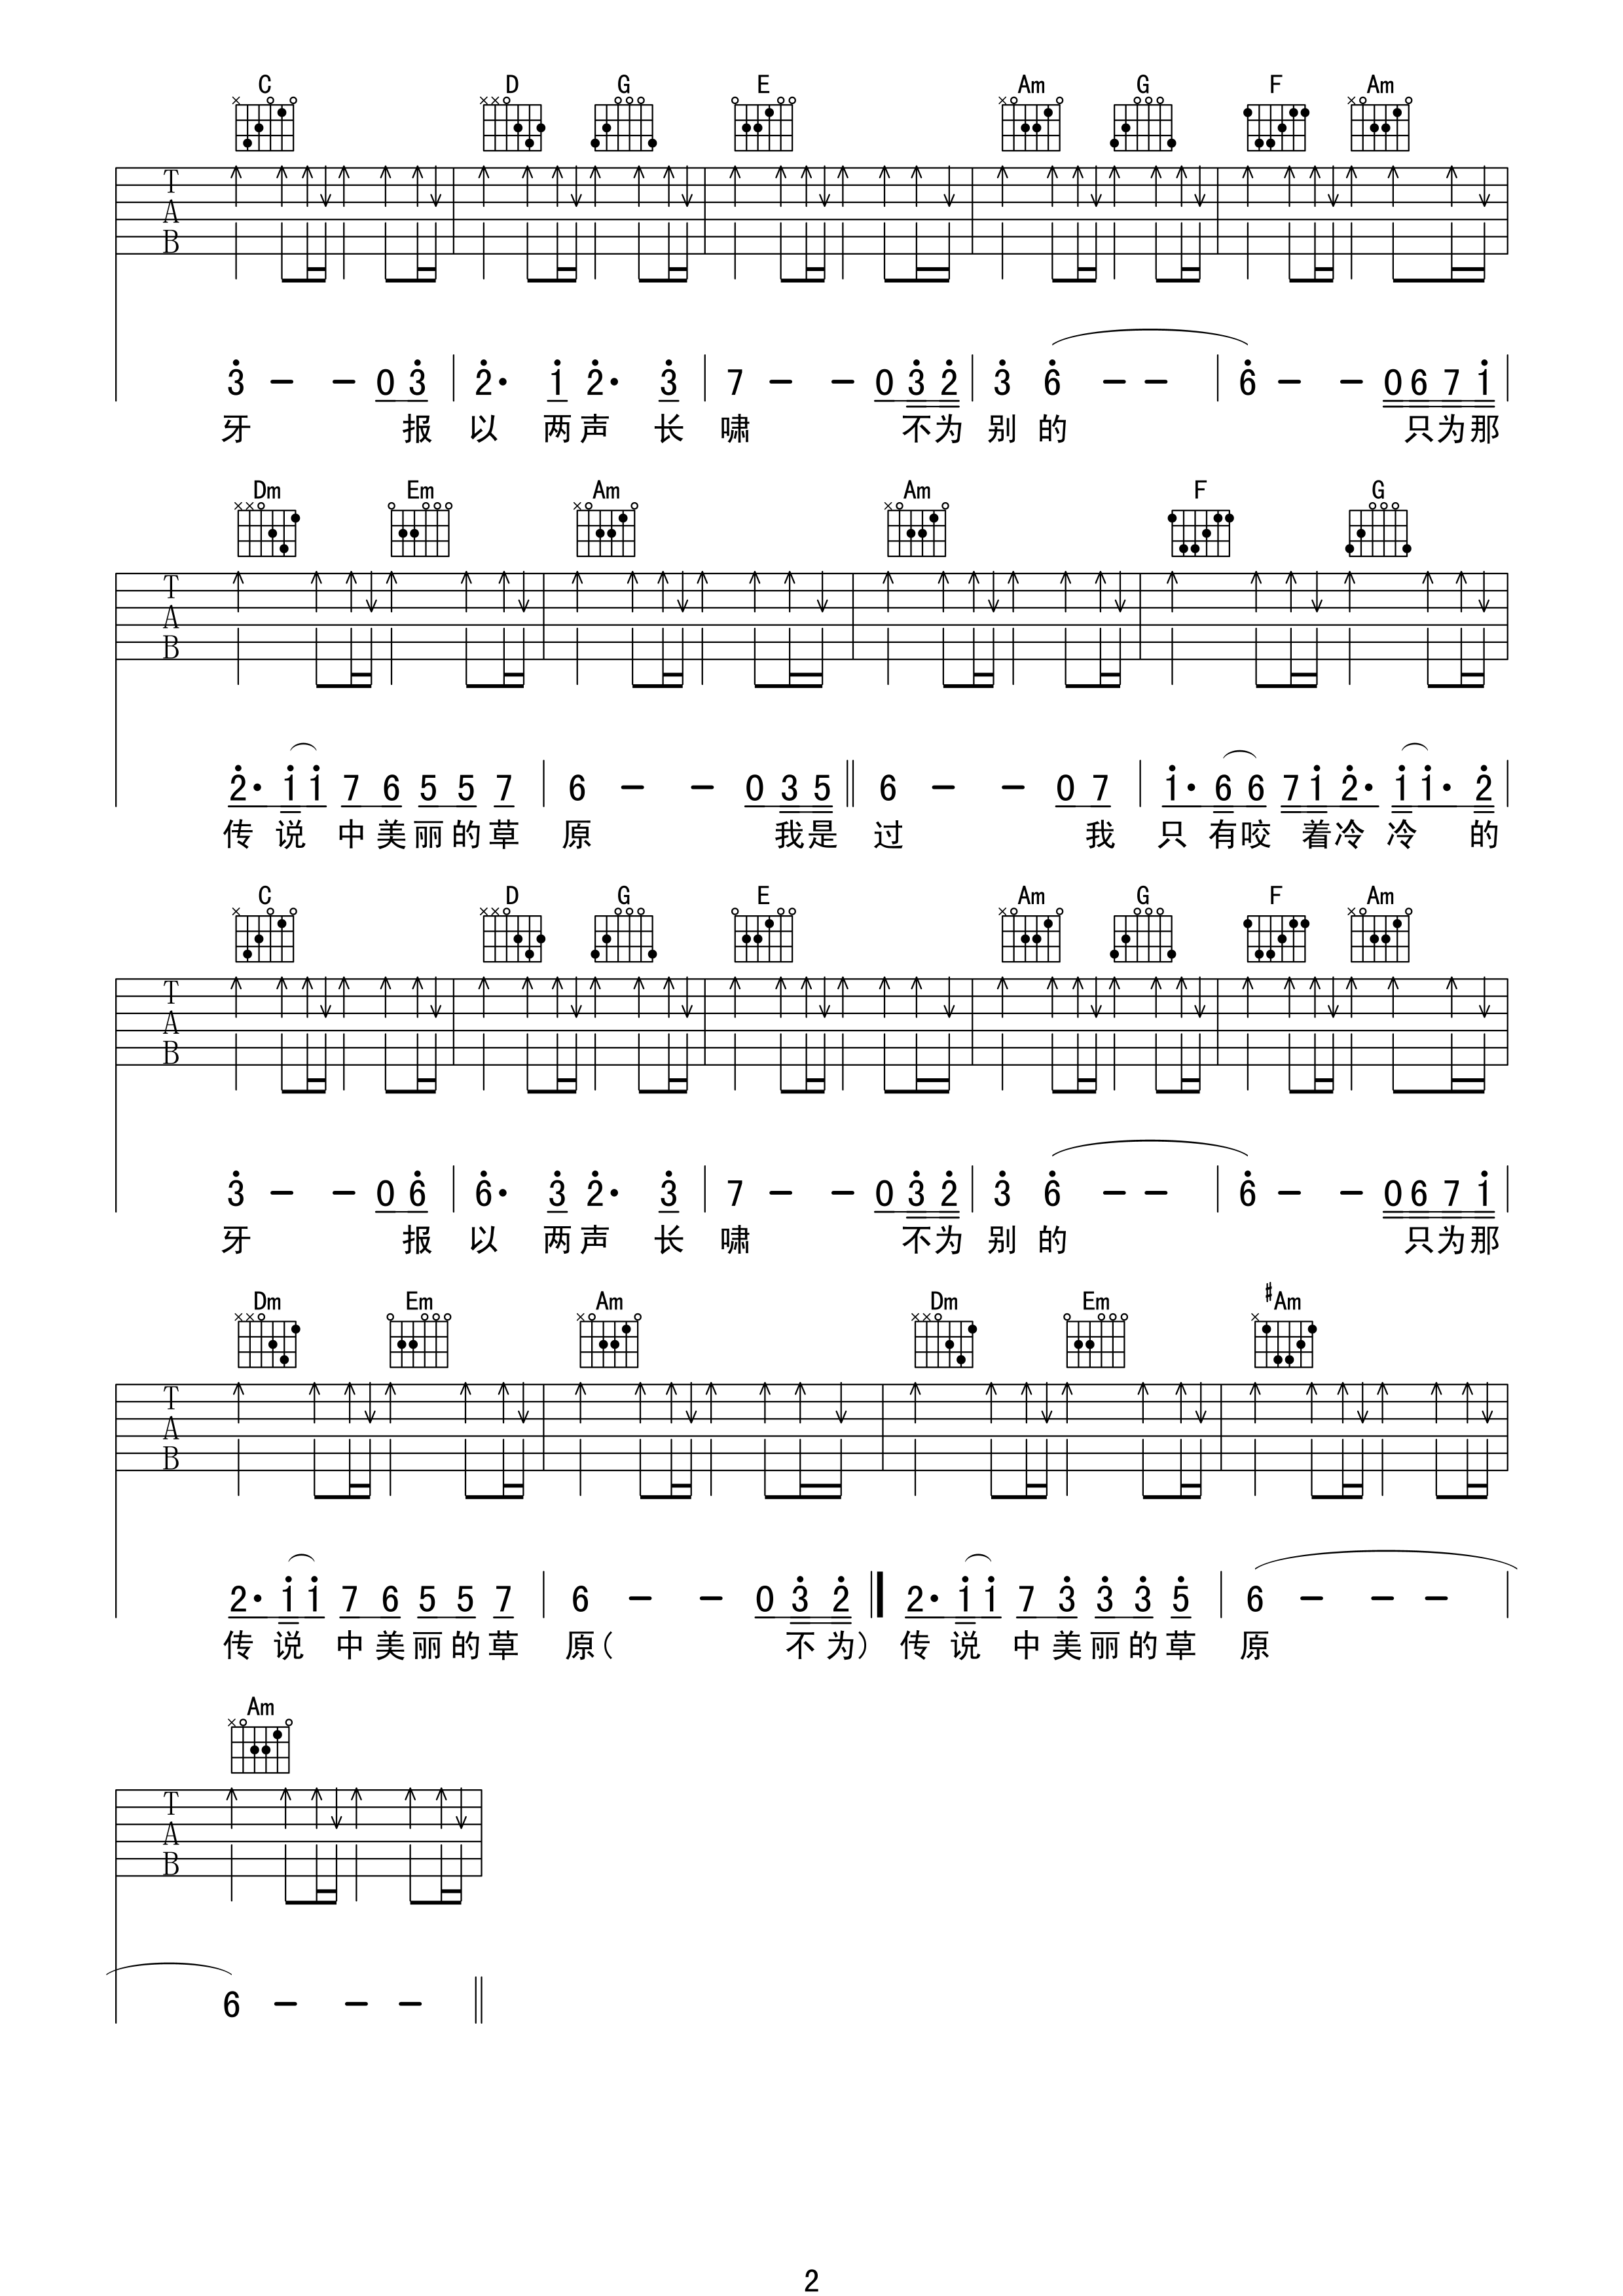 C D G E Am G F Am
T
A
B
3 － － 0 3 2· 1 2· 3 7 － － 0 3 2 3 6 － － 6 － － 0 6 7 1
牙 报 以 两 声 长 啸 不 为 别 的 只 为 那
Dm Em Am Am F G
T
A
B
2· 1 1 7 6 5 5 7 6 － － 0 3 5 6 － － 0 7 1· 6 6 7 1 2· 1 1· 2
传 说 中 美 丽 的 草 原 我 是 过 我 只 有 咬 着 冷 冷 的
C D G E Am G F Am
T
A
B
3 － － 0 6 6· 3 2· 3 7 － － 0 3 2 3 6 － － 6 － － 0 6 7 1
牙 报 以 两 声 长 啸 不 为 别 的 只 为 那
Dm Em Am Dm Em #Am
T
A
B
2· 1 1 7 6 5 5 7 6 － － 0 3 2 2· 1 1 7 3 3 3 5 6 － － －
传 说 中 美 丽 的 草 原( 不 为) 传 说 中 美 丽 的 草 原
Am
T
A
B
6 － － －
2